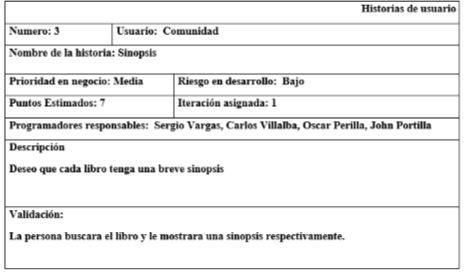 Historias de usuario
Numero: 3 Usuario: Comunidad
Nombre de la historia: Sinopsis
Prioridad en negocio: Media Riesgo en desarrollo: Bajo
Puntos Estimados: 7 Iteración asignada: 1
Programadores responsables: Sergio Vargas, Carlos Villalba, Oscar Perilla, John Portilla
Descripción
Deseo que cada libro tenga una breve sinopsis
Validación:
La persona buscara el libro y le mostrara una sinopsis respectivamente.